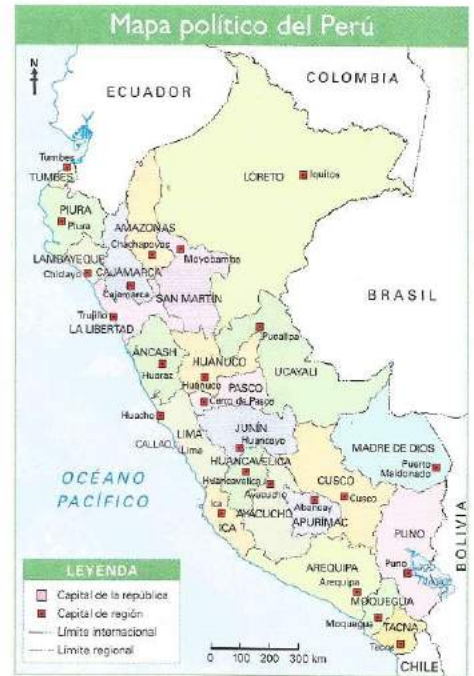 Mapa político del Perú
N
ECUADOR
COLOMBIA
Tumbes
TUMBES
LORETO
Iquitos
PIURA
Piura
AMAZONAS
Chachapoyas
Moyobamba
LAMBAYEQUE
Chiclayo
CAJAMARCA
Cajamarca
SAN MARTÍN
BRASIL
Trujillo
LA LIBERTAD
Pucallpa
ÁNCASH
Huaraz
HUÁNUCO
Huánuco
UCAYALI
PASCO
Cerro de Pasco
Huacho
LIMA
Lima
CALLAO
JUNÍN
Huancayo
MADRE DE DIOS
Puerto
Maldonado
HUANCAVELICA
Huancavelica
CUSCO
Cusco
OCÉANO
PACÍFICO
Ayacucho
AYACUCHO
Abancay
APURÍMAC
Ica
ICA
PUNO
Puno
Lago
Titicaca
BOLIVIA
AREQUIPA
Arequipa
MOQUEGUA
Moquegua
TACNA
Tacna
CHILE
LEYENDA
Capital de la república
Capital de región
Límite internacional
Límite regional
0 100 200 300 km